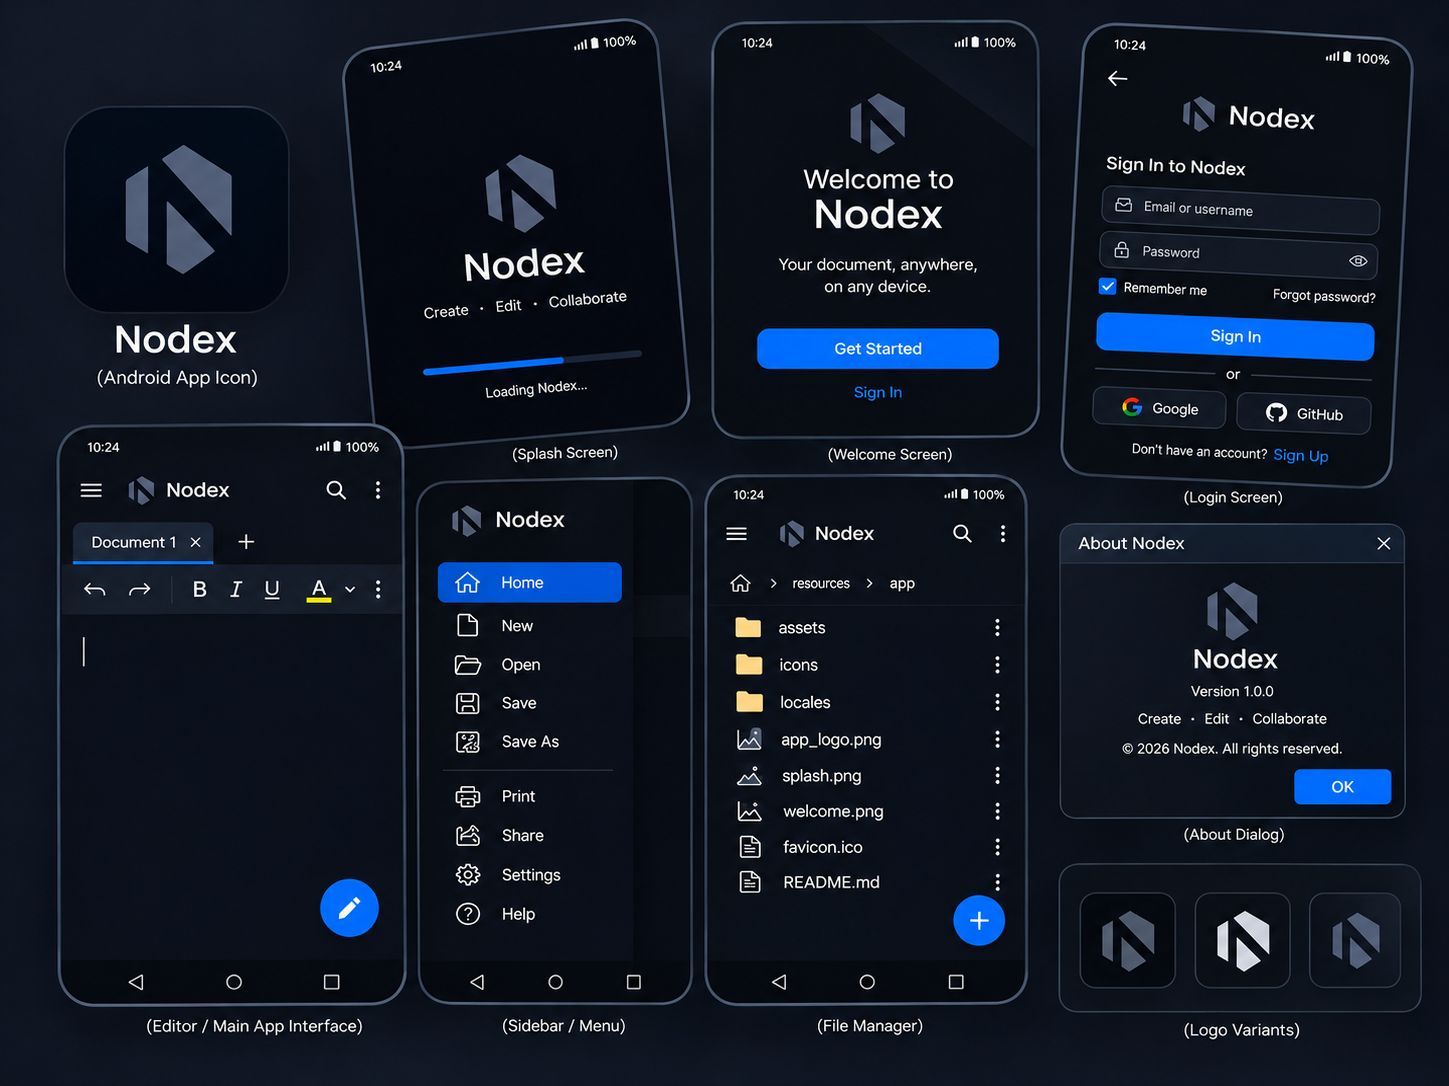 Nodex
(Android App Icon)
10:24
100%
Nodex
Create · Edit · Collaborate
Loading Nodex...
(Splash Screen)
10:24
100%
Welcome to
Nodex
Your document, anywhere,
on any device.
Get Started
Sign In
(Welcome Screen)
10:24
100%
Nodex
Sign In to Nodex
Email or username
Password
Remember me
Forgot password?
Sign In
or
Google
GitHub
Don't have an account? Sign Up
(Login Screen)
10:24
100%
Nodex
Document 1
B I U A
(Editor / Main App Interface)
Nodex
Home
New
Open
Save
Save As
Print
Share
Settings
Help
(Sidebar / Menu)
10:24
100%
Nodex
resources > app
assets
icons
locales
app_logo.png
splash.png
welcome.png
favicon.ico
README.md
(File Manager)
About Nodex
Nodex
Version 1.0.0
Create · Edit · Collaborate
© 2026 Nodex. All rights reserved.
OK
(About Dialog)
(Logo Variants)